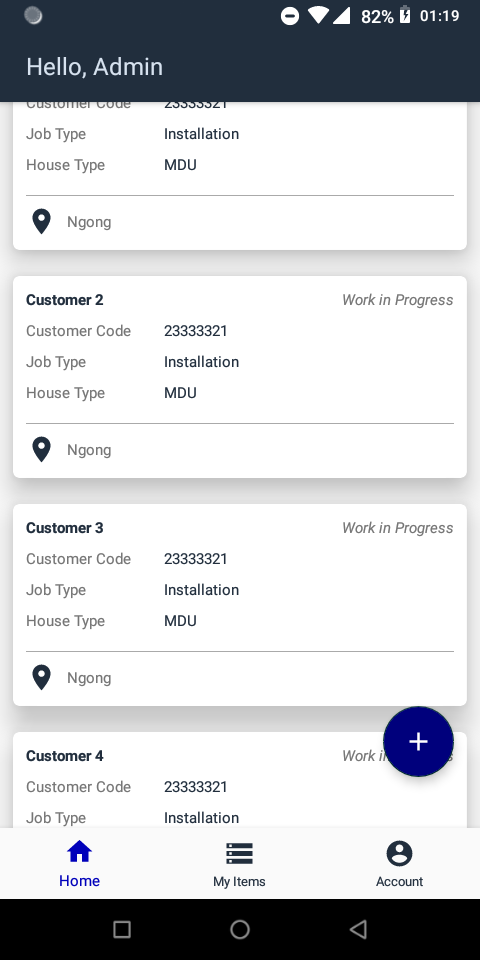 82% 01:19
Hello, Admin
Customer Code 23333321
Job Type Installation
House Type MDU
Ngong
Customer 2 Work in Progress
Customer Code 23333321
Job Type Installation
House Type MDU
Ngong
Customer 3 Work in Progress
Customer Code 23333321
Job Type Installation
House Type MDU
Ngong
Customer 4 Work
Customer Code 23333321
Job Type Installation
Home My Items Account